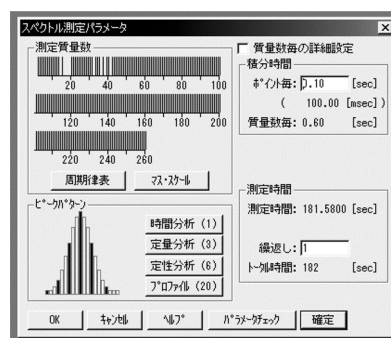 スペクトル測定パラメータ
測定質量数
20 40 60 80 100
120 140 160 180 200
220 240 260
周期律表 マス・スケール
ピークパターン
時間分析 (1)
定量分析 (3)
定性分析 (6)
プロファイル (20)
質量数毎の詳細設定
積分時間
ポイント毎: 0.10 [sec]
( 100.00 [msec] )
質量数毎: 0.60 [sec]
測定時間
測定時間: 181.5800 [sec]
繰返し: 1
トータル時間: 182 [sec]
OK キャンセル ヘルプ パラメータチェック 確定